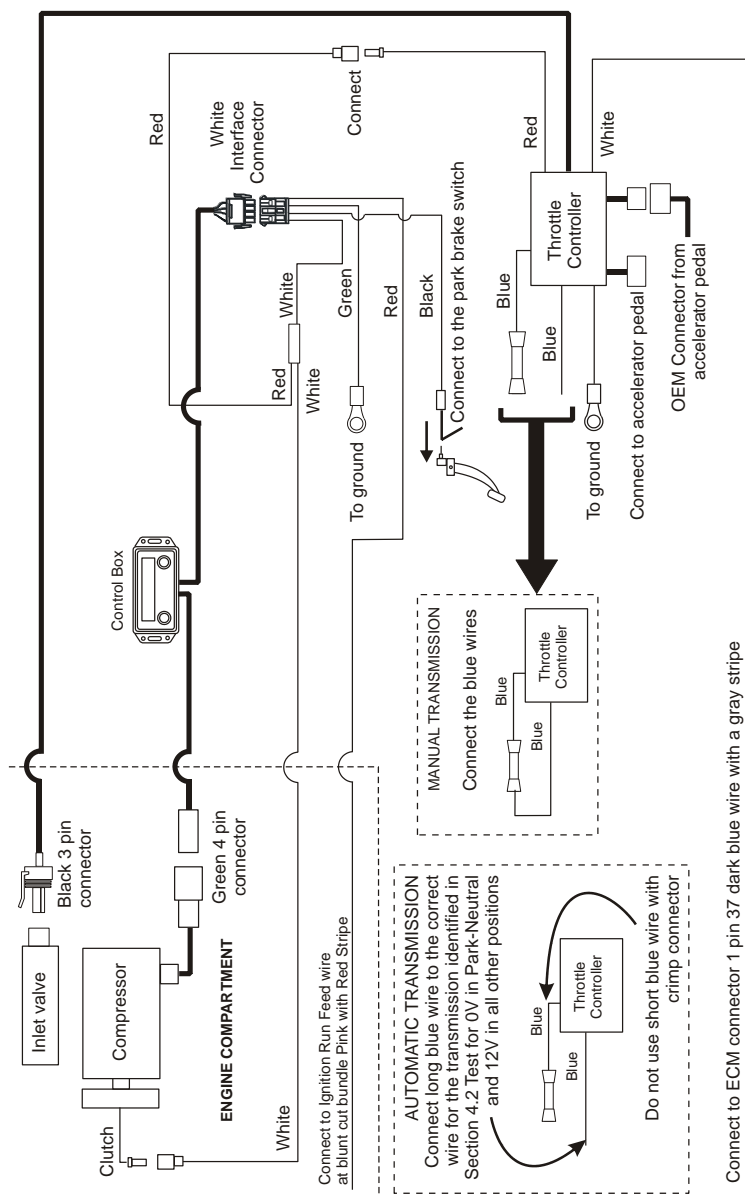 Inlet valve
Black 3 pin
connector
Compressor
Clutch
Green 4 pin
connector
ENGINE COMPARTMENT
White
Control Box
Red
White
Interface
Connector
Connect
Red
White
White
Green
Red
Black
To ground
Connect to the park brake switch
Connect to Ignition Run Feed wire
at blunt cut bundle Pink with Red Stripe
Red
White
Blue
Blue
Throttle
Controller
To ground
Connect to accelerator pedal
OEM Connector from
accelerator pedal
MANUAL TRANSMISSION
Connect the blue wires
Blue
Blue
Throttle
Controller
AUTOMATIC TRANSMISSION
Connect long blue wire to the correct
wire for the transmission identified in
Section 4.2 Test for 0V in Park-Neutral
and 12V in all other positions
Blue
Blue
Throttle
Controller
Do not use short blue wire with
crimp connector
Connect to ECM connector 1 pin 37 dark blue wire with a gray stripe